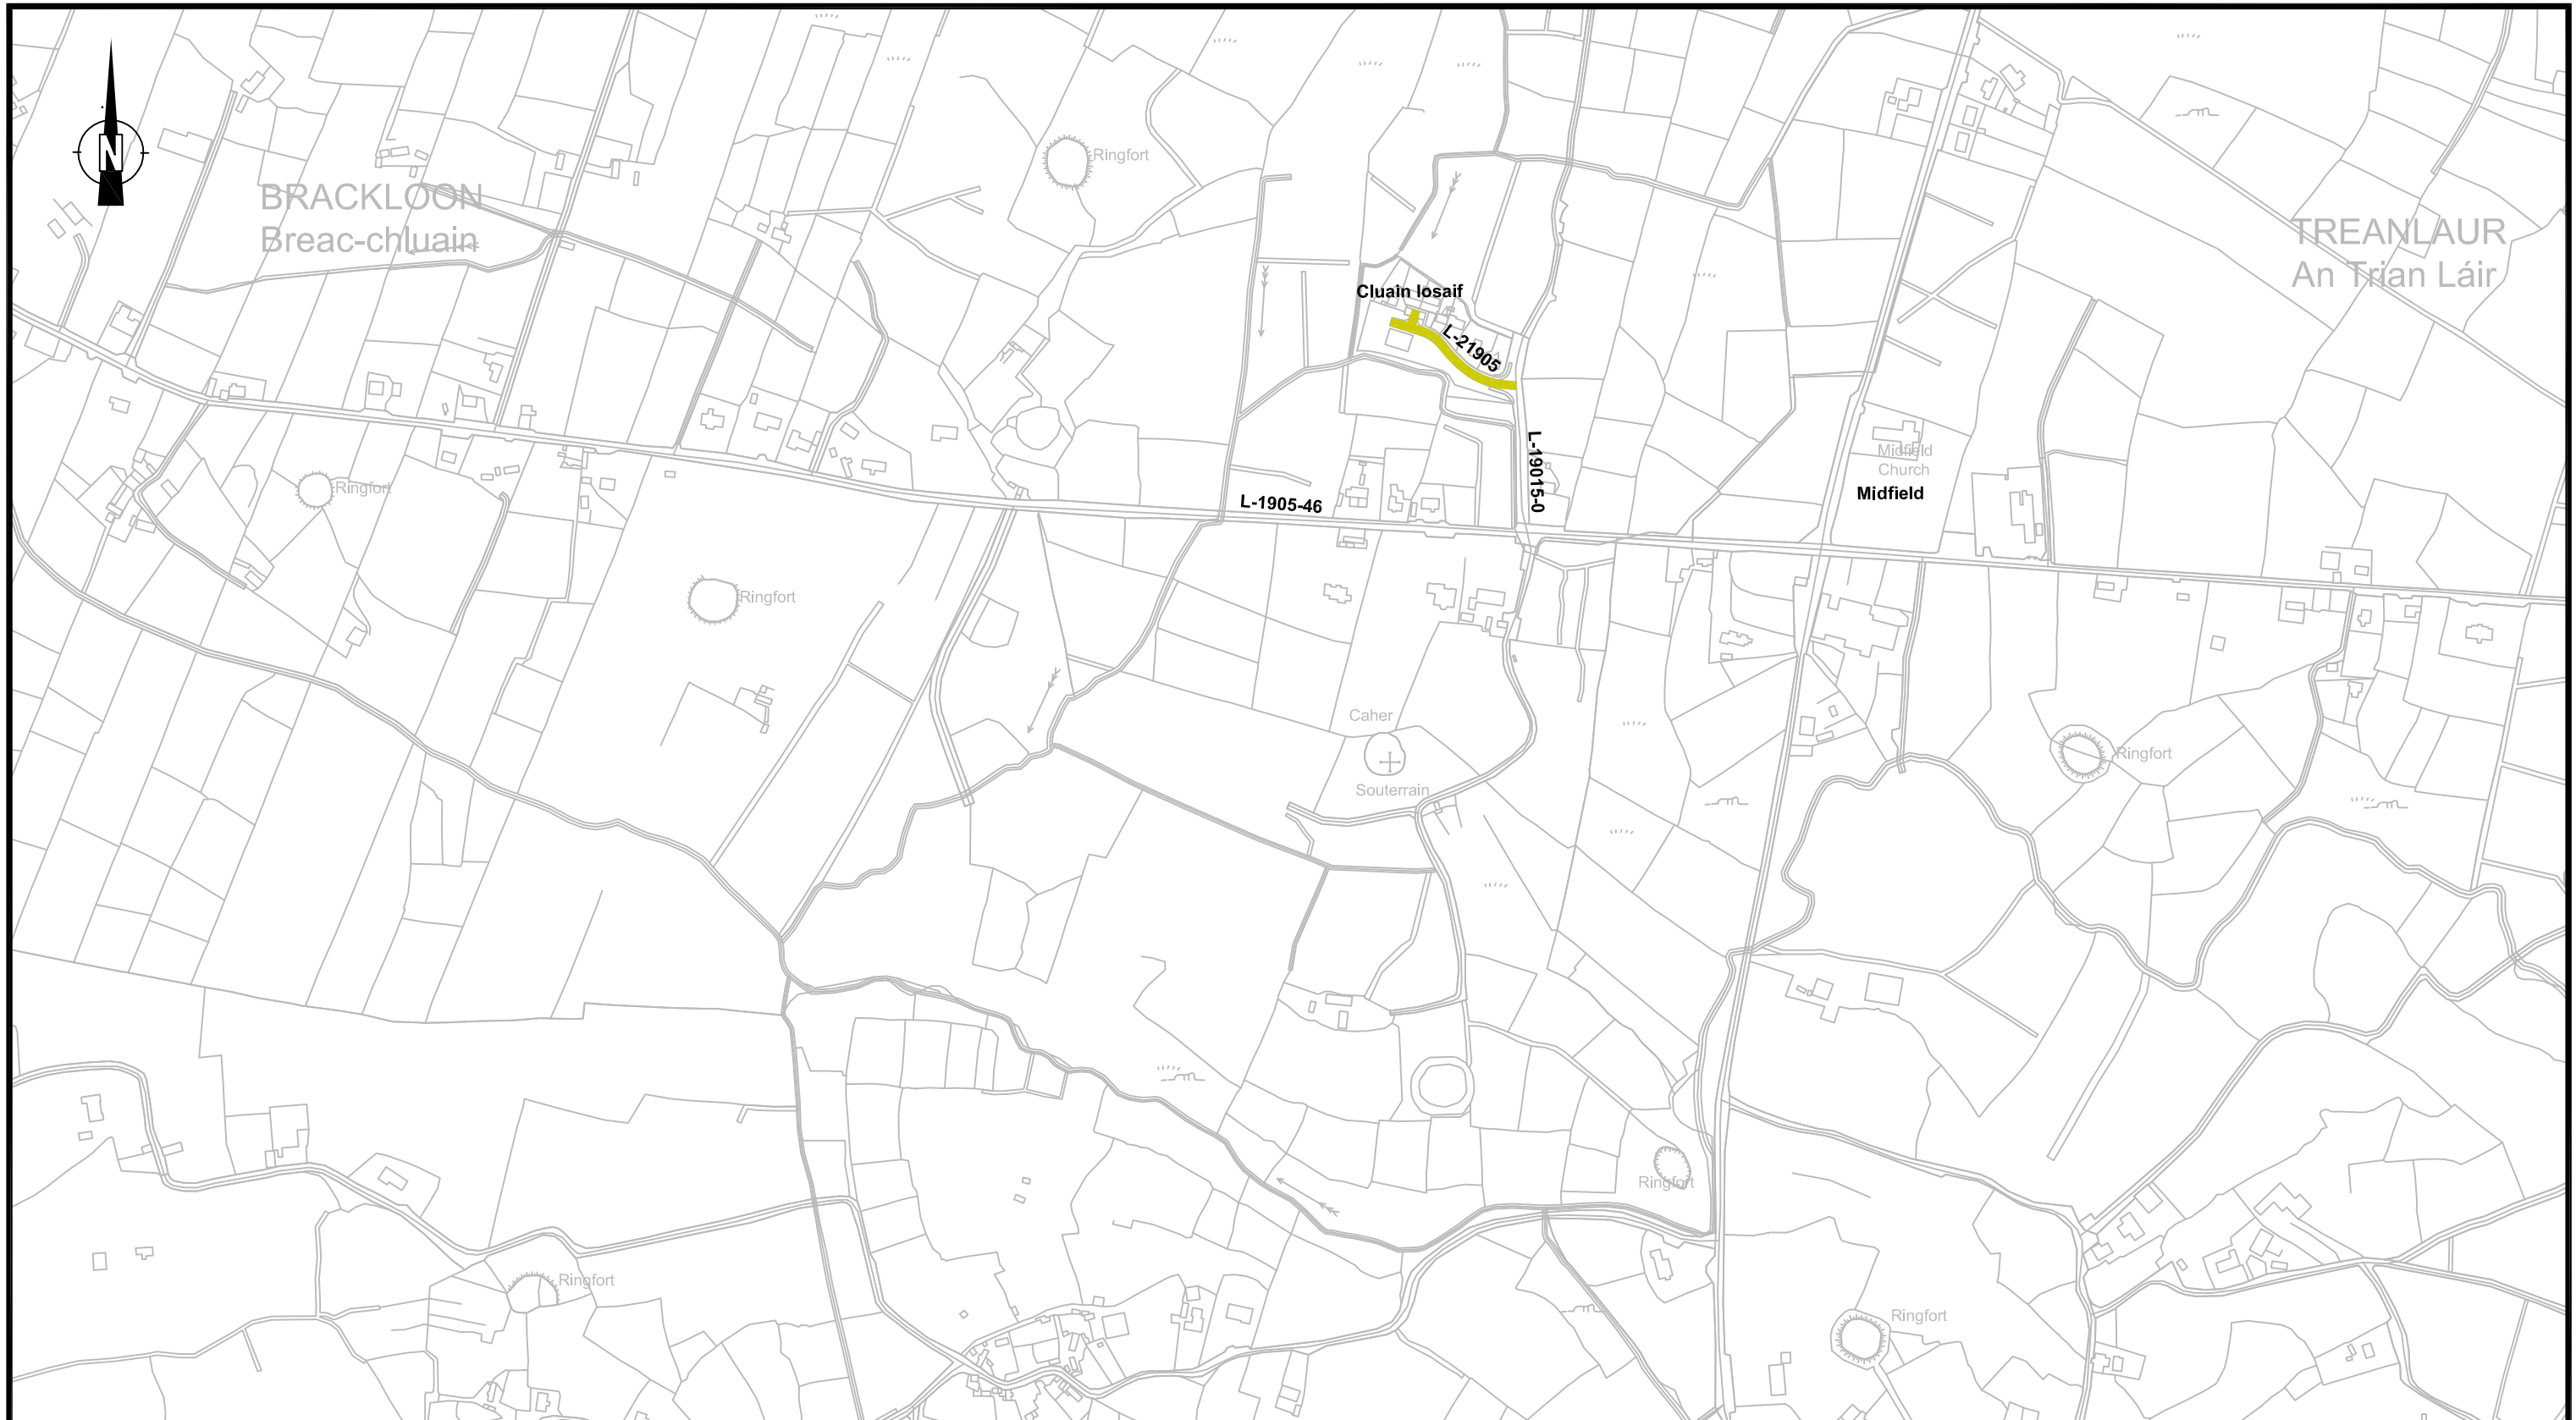 N
Ringfort
BRACKLOON
Breac-chluain
TREANLAUR
An Trian Láir
Cluain Iosaif
L-21905
L-19015-0
Midfield
Church
Midfield
Ringfort
L-1905-46
Ringfort
Caher
Souterrain
Ringfort
Ringfort
Ringfort
Ringfort